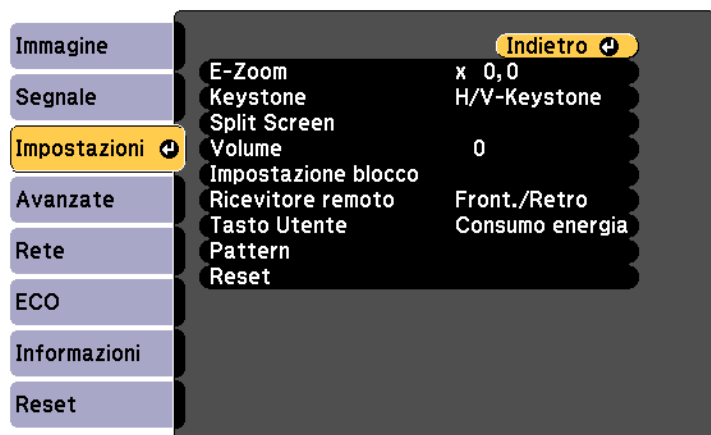 Immagine
Segnale
Impostazioni
Avanzate
Rete
ECO
Informazioni
Reset
Indietro
E-Zoom x 0,0
Keystone H/V-Keystone
Split Screen
Volume 0
Impostazione blocco
Ricevitore remoto Front./Retro
Tasto Utente Consumo energia
Pattern
Reset